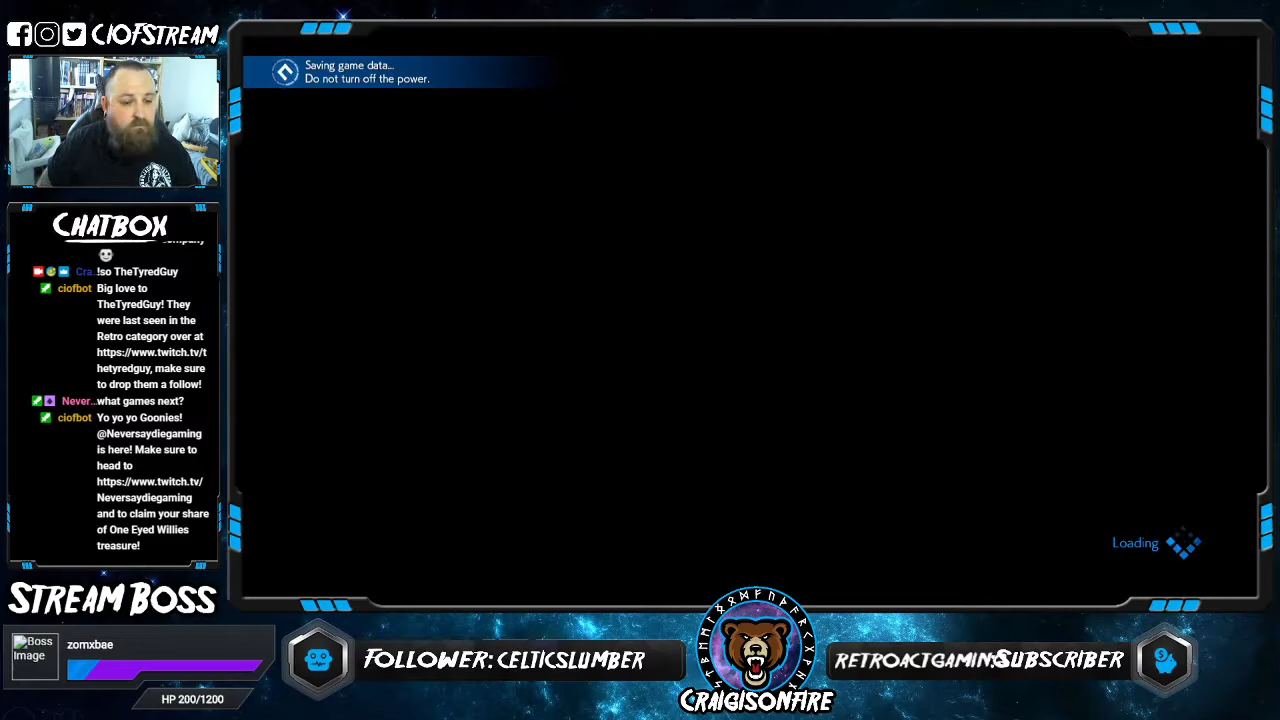 CIOFSTREAM
Saving game data...
Do not turn off the power.
CHATBOX
Cra.. !so TheTyredGuy
ciofbot Big love to
TheTyredGuy! They
were last seen in the
Retro category over at
https://www.twitch.tv/t
hetyredguy, make sure
to drop them a follow!
Never... what games next?
ciofbot Yo yo yo Goonies!
@Neversaydiegaming
is here! Make sure to
head to
https://www.twitch.tv/
Neversaydiegaming
and to claim your share
of One Eyed Willies
treasure!
Loading
STREAM BOSS
Boss
Image
zomxbae
HP 200/1200
FOLLOWER: CELTICSLUMBER
RETROACTGAMING SUBSCRIBER
CRAIGISONFIRE